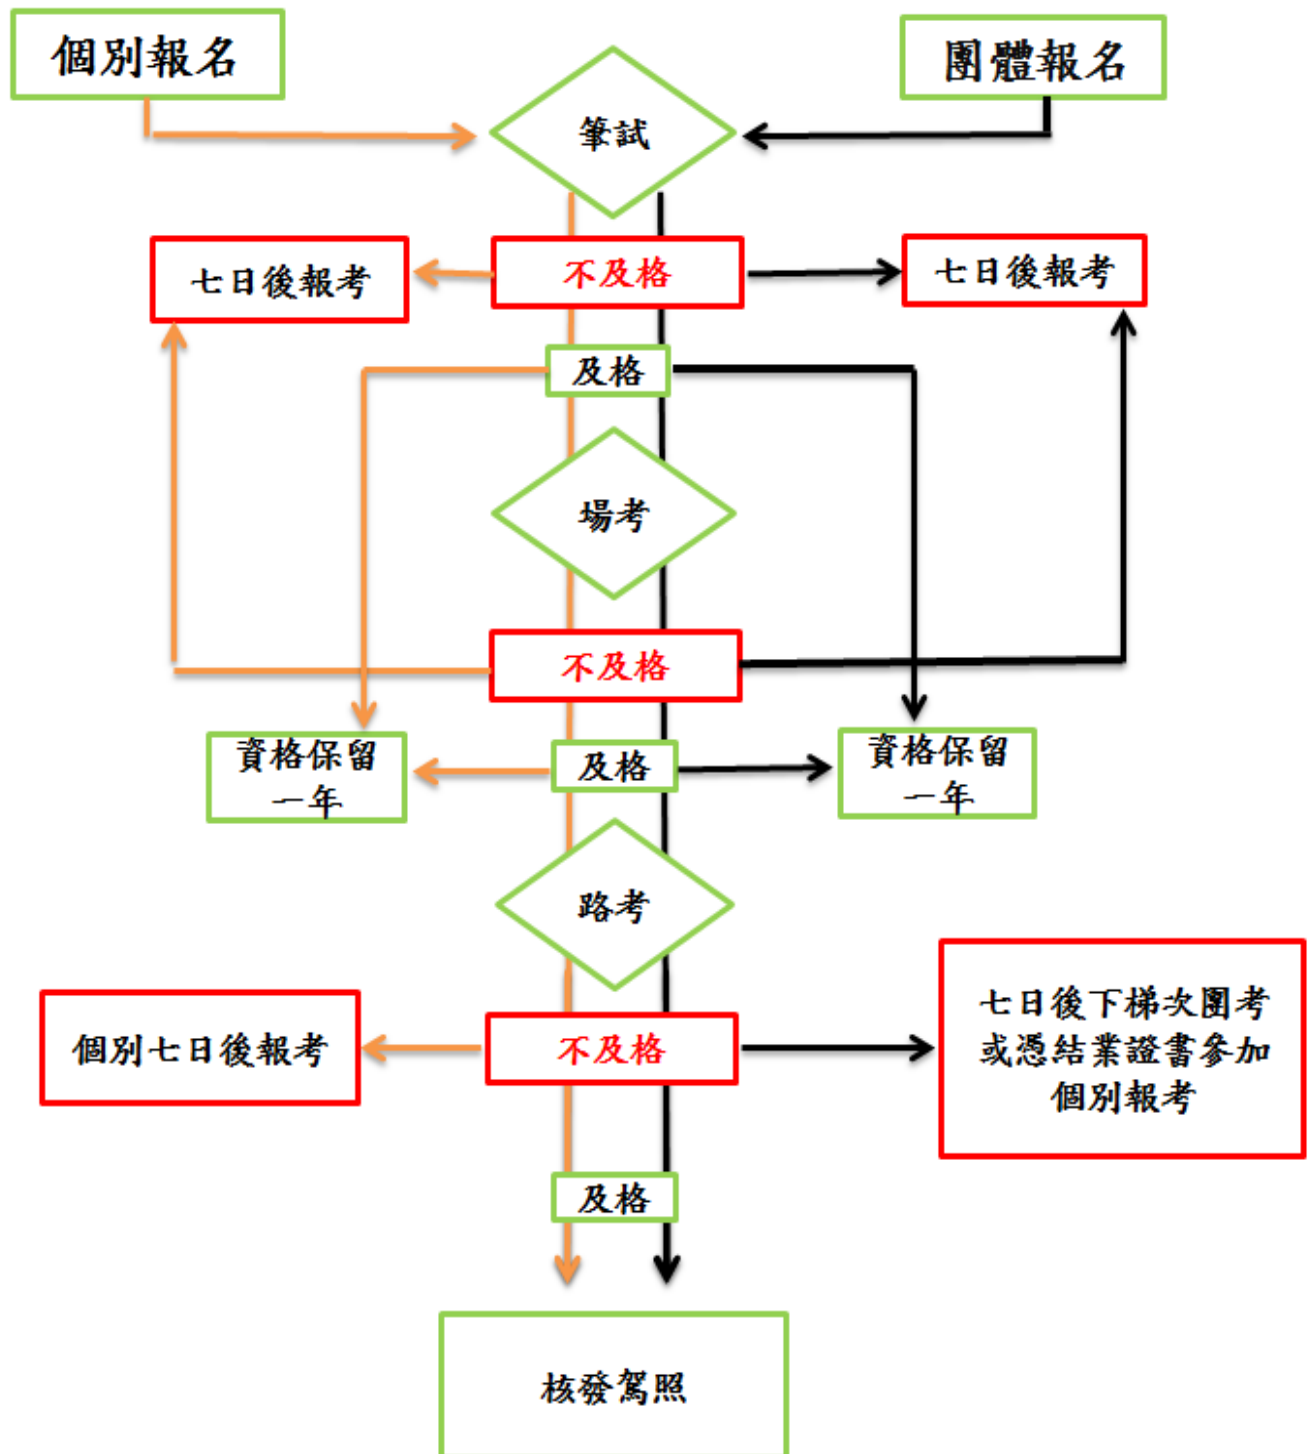 個別報名
團體報名
筆試
七日後報考
不及格
七日後報考
及格
場考
不及格
資格保留
一年
及格
資格保留
一年
路考
個別七日後報考
不及格
七日後下梯次團考
或憑結業證書參加
個別報考
及格
核發駕照